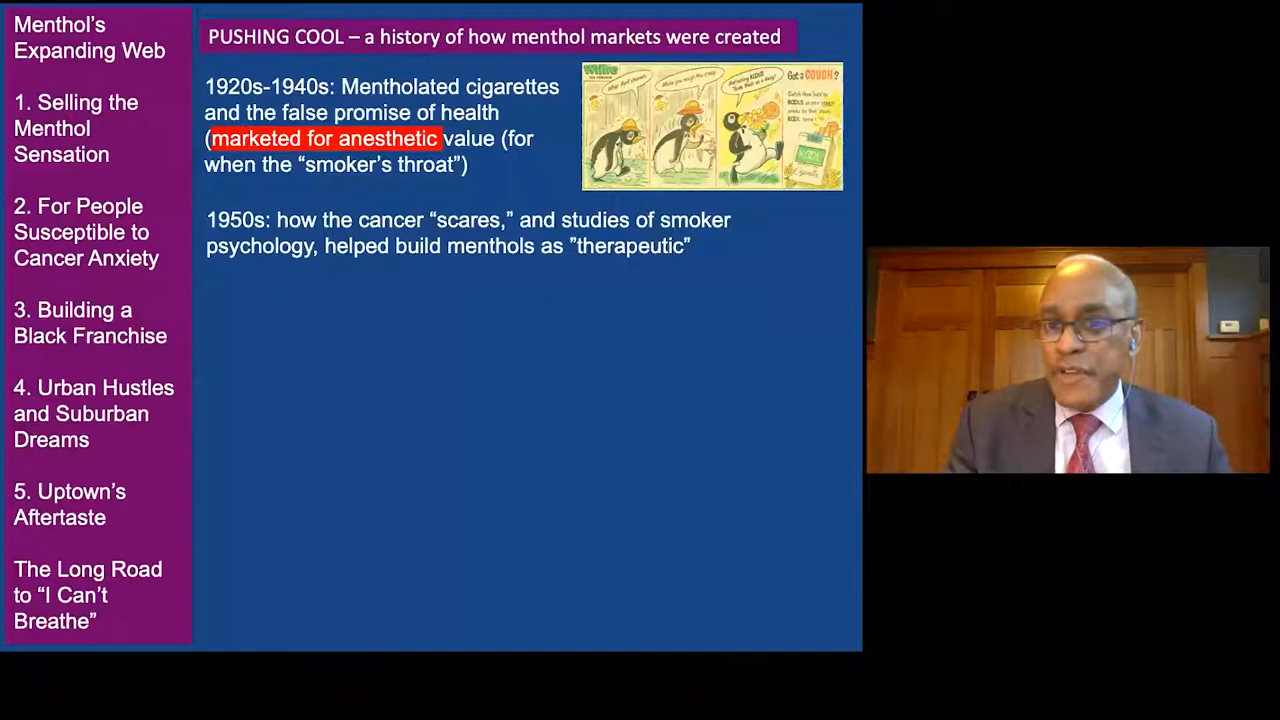 Menthol's
Expanding Web
1. Selling the
Menthol
Sensation
2. For People
Susceptible to
Cancer Anxiety
3. Building a
Black Franchise
4. Urban Hustles
and Suburban
Dreams
5. Uptown's
Aftertaste
The Long Road
to “I Can't
Breathe”
PUSHING COOL – a history of how menthol markets were created
1920s-1940s: Mentholated cigarettes
and the false promise of health
(marketed for anesthetic value (for
when the “smoker's throat”)
Willie
Got a COUGH?
KOOLS
KOOL
1950s: how the cancer “scares,” and studies of smoker
psychology, helped build menthols as ”therapeutic”